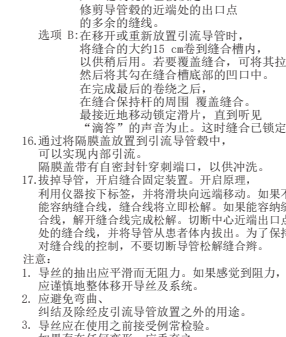 修剪导管毂的近端处的出口点
的多余的缝线。
选项 B:在移开或重新放置引流导管时，
将缝合的大约15 cm卷到缝合槽内，
以供稍后用。若要覆盖缝合，可将其拉
然后将其勾在缝合槽底部的凹口中。
在完成最后的卷绕之后，
在缝合保持杆的周围 覆盖缝合。
最接近地移动锁定滑片，直到听见
“滴答”的声音为止。这时缝合已锁定
16.通过将隔膜盖放置到引流导管毂中，
可以实现内部引流。
隔膜盖带有自密封针穿刺端口，以供冲洗。
17.拔掉导管，开启缝合固定装置。开启原理，
利用仪器按下标签，并将滑块向远端移动。如果不
能容纳缝合线，缝合线将立即松解。如果能容纳缝
合线，解开缝合线完成松解。切断中心近端出口点
处的缝合线，并将导管从患者体内拔出。为了保持
对缝合线的控制，不要切断导管松解缝合辫。
注意：
1. 导丝的抽出应平滑而无阻力。如果感觉到阻力，
应谨慎地整体移开导丝及系统。
2. 应避免弯曲、
纠结及除经皮引流导管放置之外的用途。
3. 导丝应在使用之前接受例常检验。